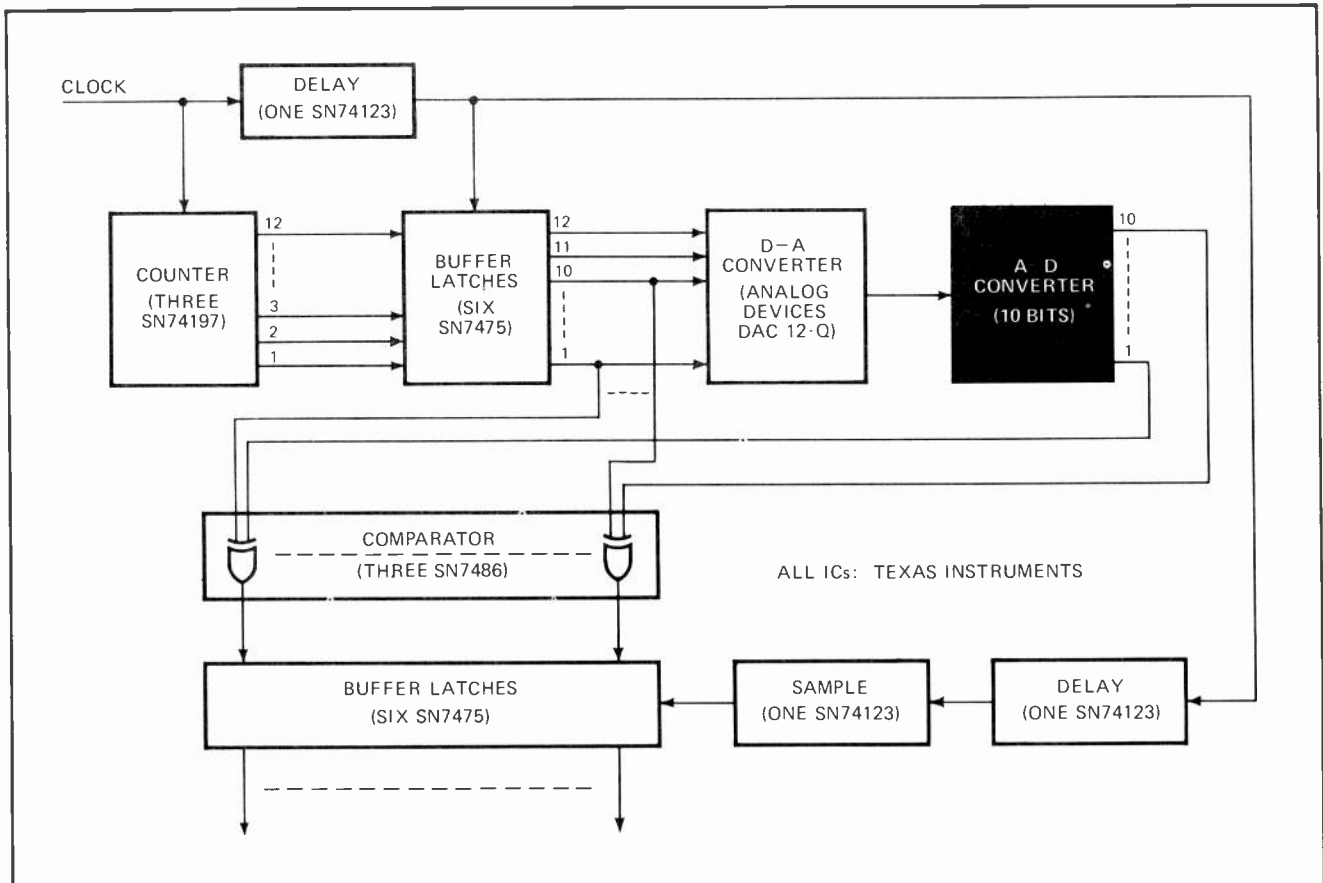 CLOCK
DELAY
(ONE SN74123)
COUNTER
(THREE
SN74197)
12
3
2
1
BUFFER
LATCHES
(SIX
SN7475)
12
11
10
1
D-A
CONVERTER
(ANALOG
DEVICES
DAC 12-Q)
A D
CONVERTER
(10 BITS)
10
1
COMPARATOR
(THREE SN7486)
ALL ICs: TEXAS INSTRUMENTS
BUFFER LATCHES
(SIX SN7475)
SAMPLE
(ONE SN74123)
DELAY
(ONE SN74123)